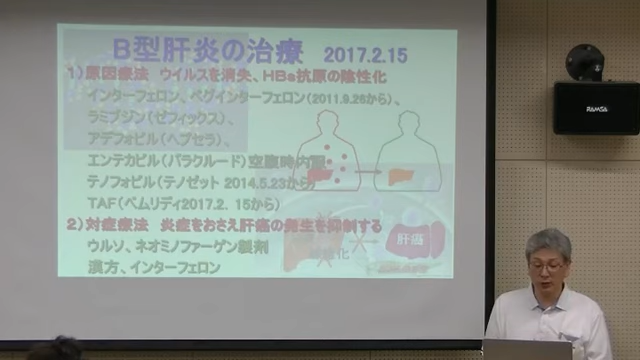 B型肝炎の治療 2017.2.15
1)原因療法 ウイルスを消失、HBs抗原の陰性化
インターフェロン、ペグインターフェロン(2011.9.26から)、
ラミブジン(ゼフィックス)、
アデフォビル(ヘプセラ)、
エンテカビル(バラクルード)空腹時内服
テノフォビル(テノゼット 2014.5.23から)
TAF(ベムリディ2017.2. 15から)
2)対症療法 炎症をおさえ肝癌の発生を抑制する
ウルソ、ネオミノファーゲン製剤
漢方、インターフェロン
肝癌
RAMSA